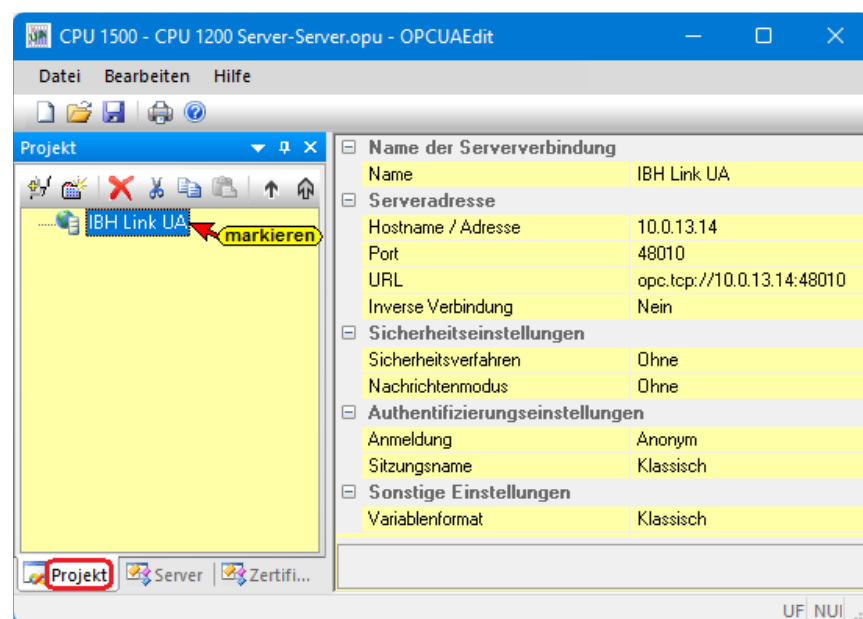 CPU 1500 - CPU 1200 Server-Server.opu - OPCUAEdit
Datei Bearbeiten Hilfe
Projekt
IBH Link UA
markieren
Name der Serververbindung
Name IBH Link UA
Serveradresse
Hostname / Adresse 10.0.13.14
Port 48010
URL opc.tcp://10.0.13.14:48010
Inverse Verbindung Nein
Sicherheitseinstellungen
Sicherheitsverfahren Ohne
Nachrichtenmodus Ohne
Authentifizierungseinstellungen
Anmeldung Anonym
Sitzungsname Klassisch
Sonstige Einstellungen
Variablenformat Klassisch
Projekt Server Zertifi...
UF NUI